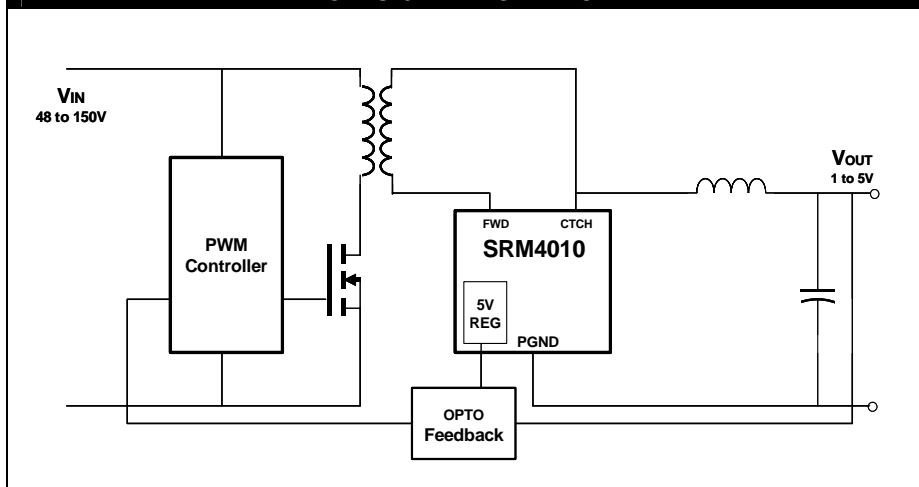 VIN
48 to 150V
PWM
Controller
FWD
CTCH
SRM4010
5V
REG
PGND
OPTO
Feedback
VOUT
1 to 5V